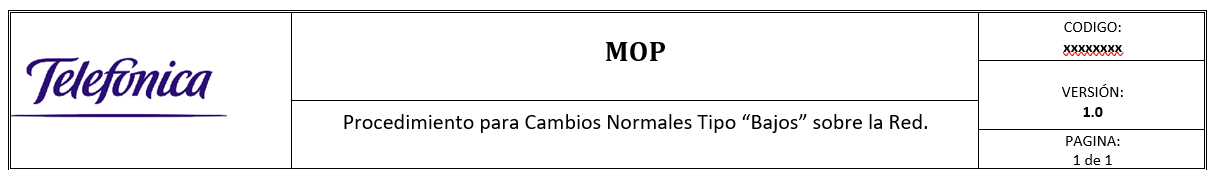 Telefónica
MOP
Procedimiento para Cambios Normales Tipo “Bajos” sobre la Red.
CODIGO:
xxxxxxxx
VERSIÓN:
1.0
PAGINA:
1 de 1